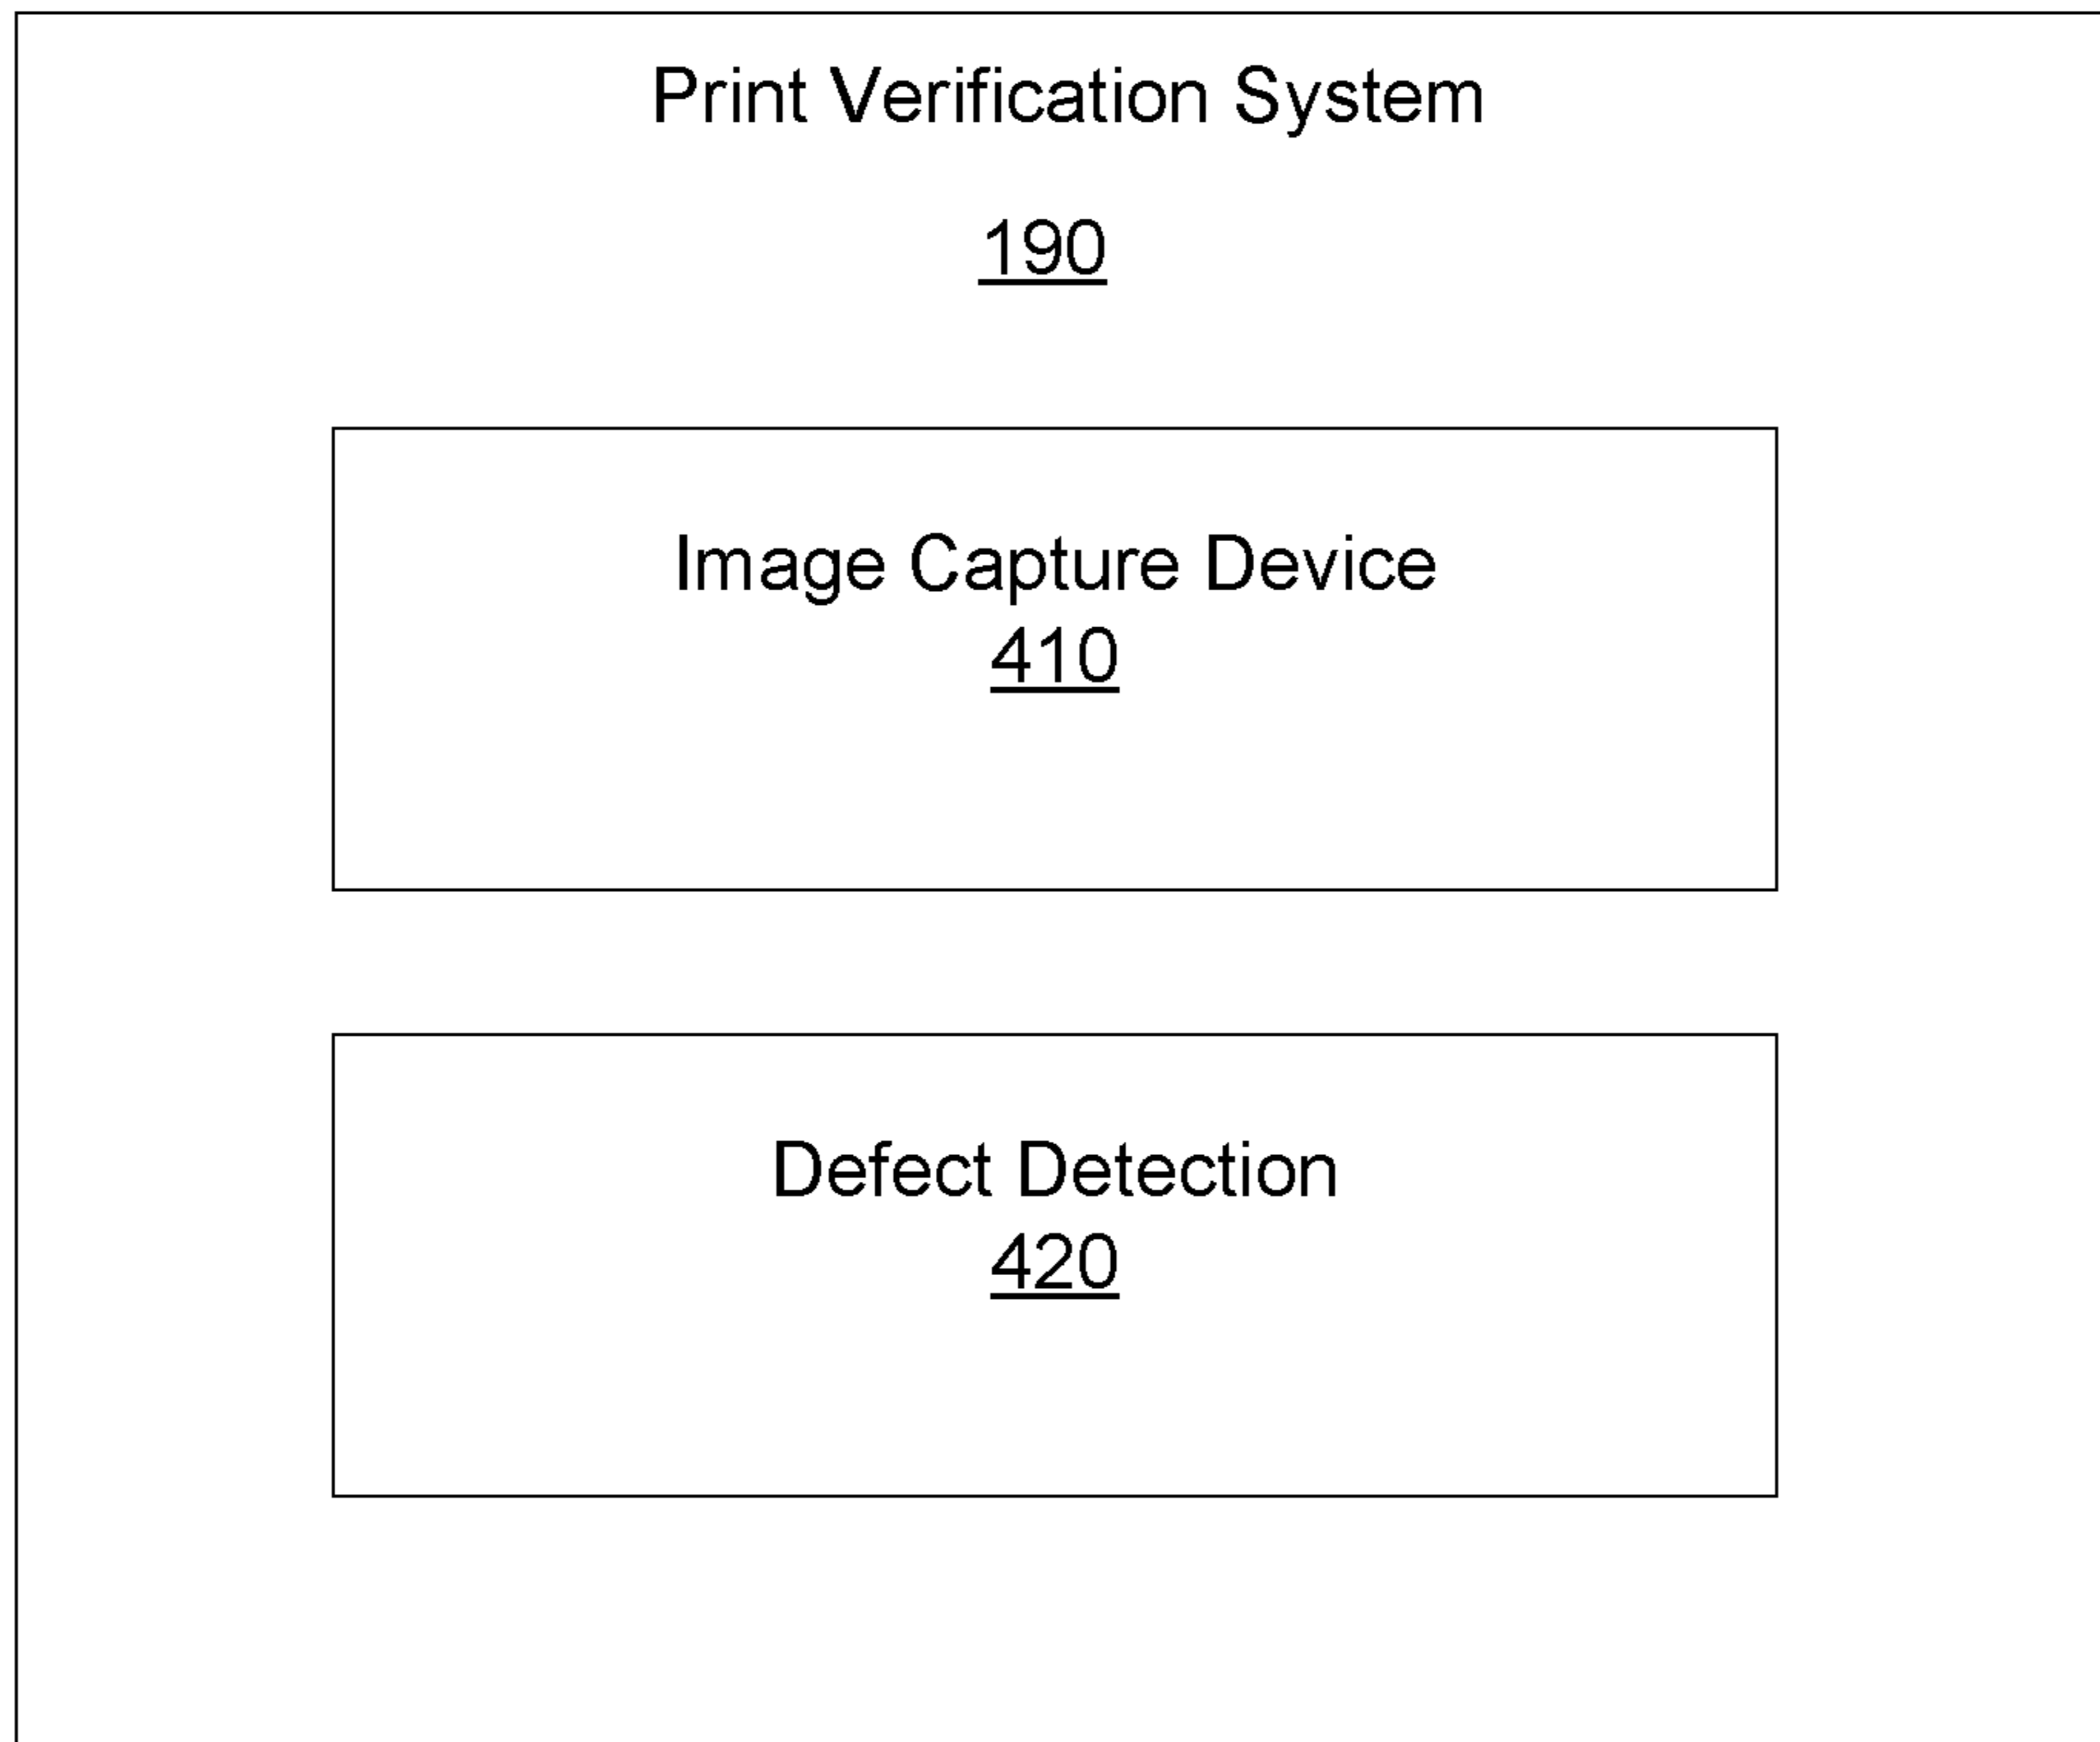 Print Verification System
190
Image Capture Device
410
Defect Detection
420